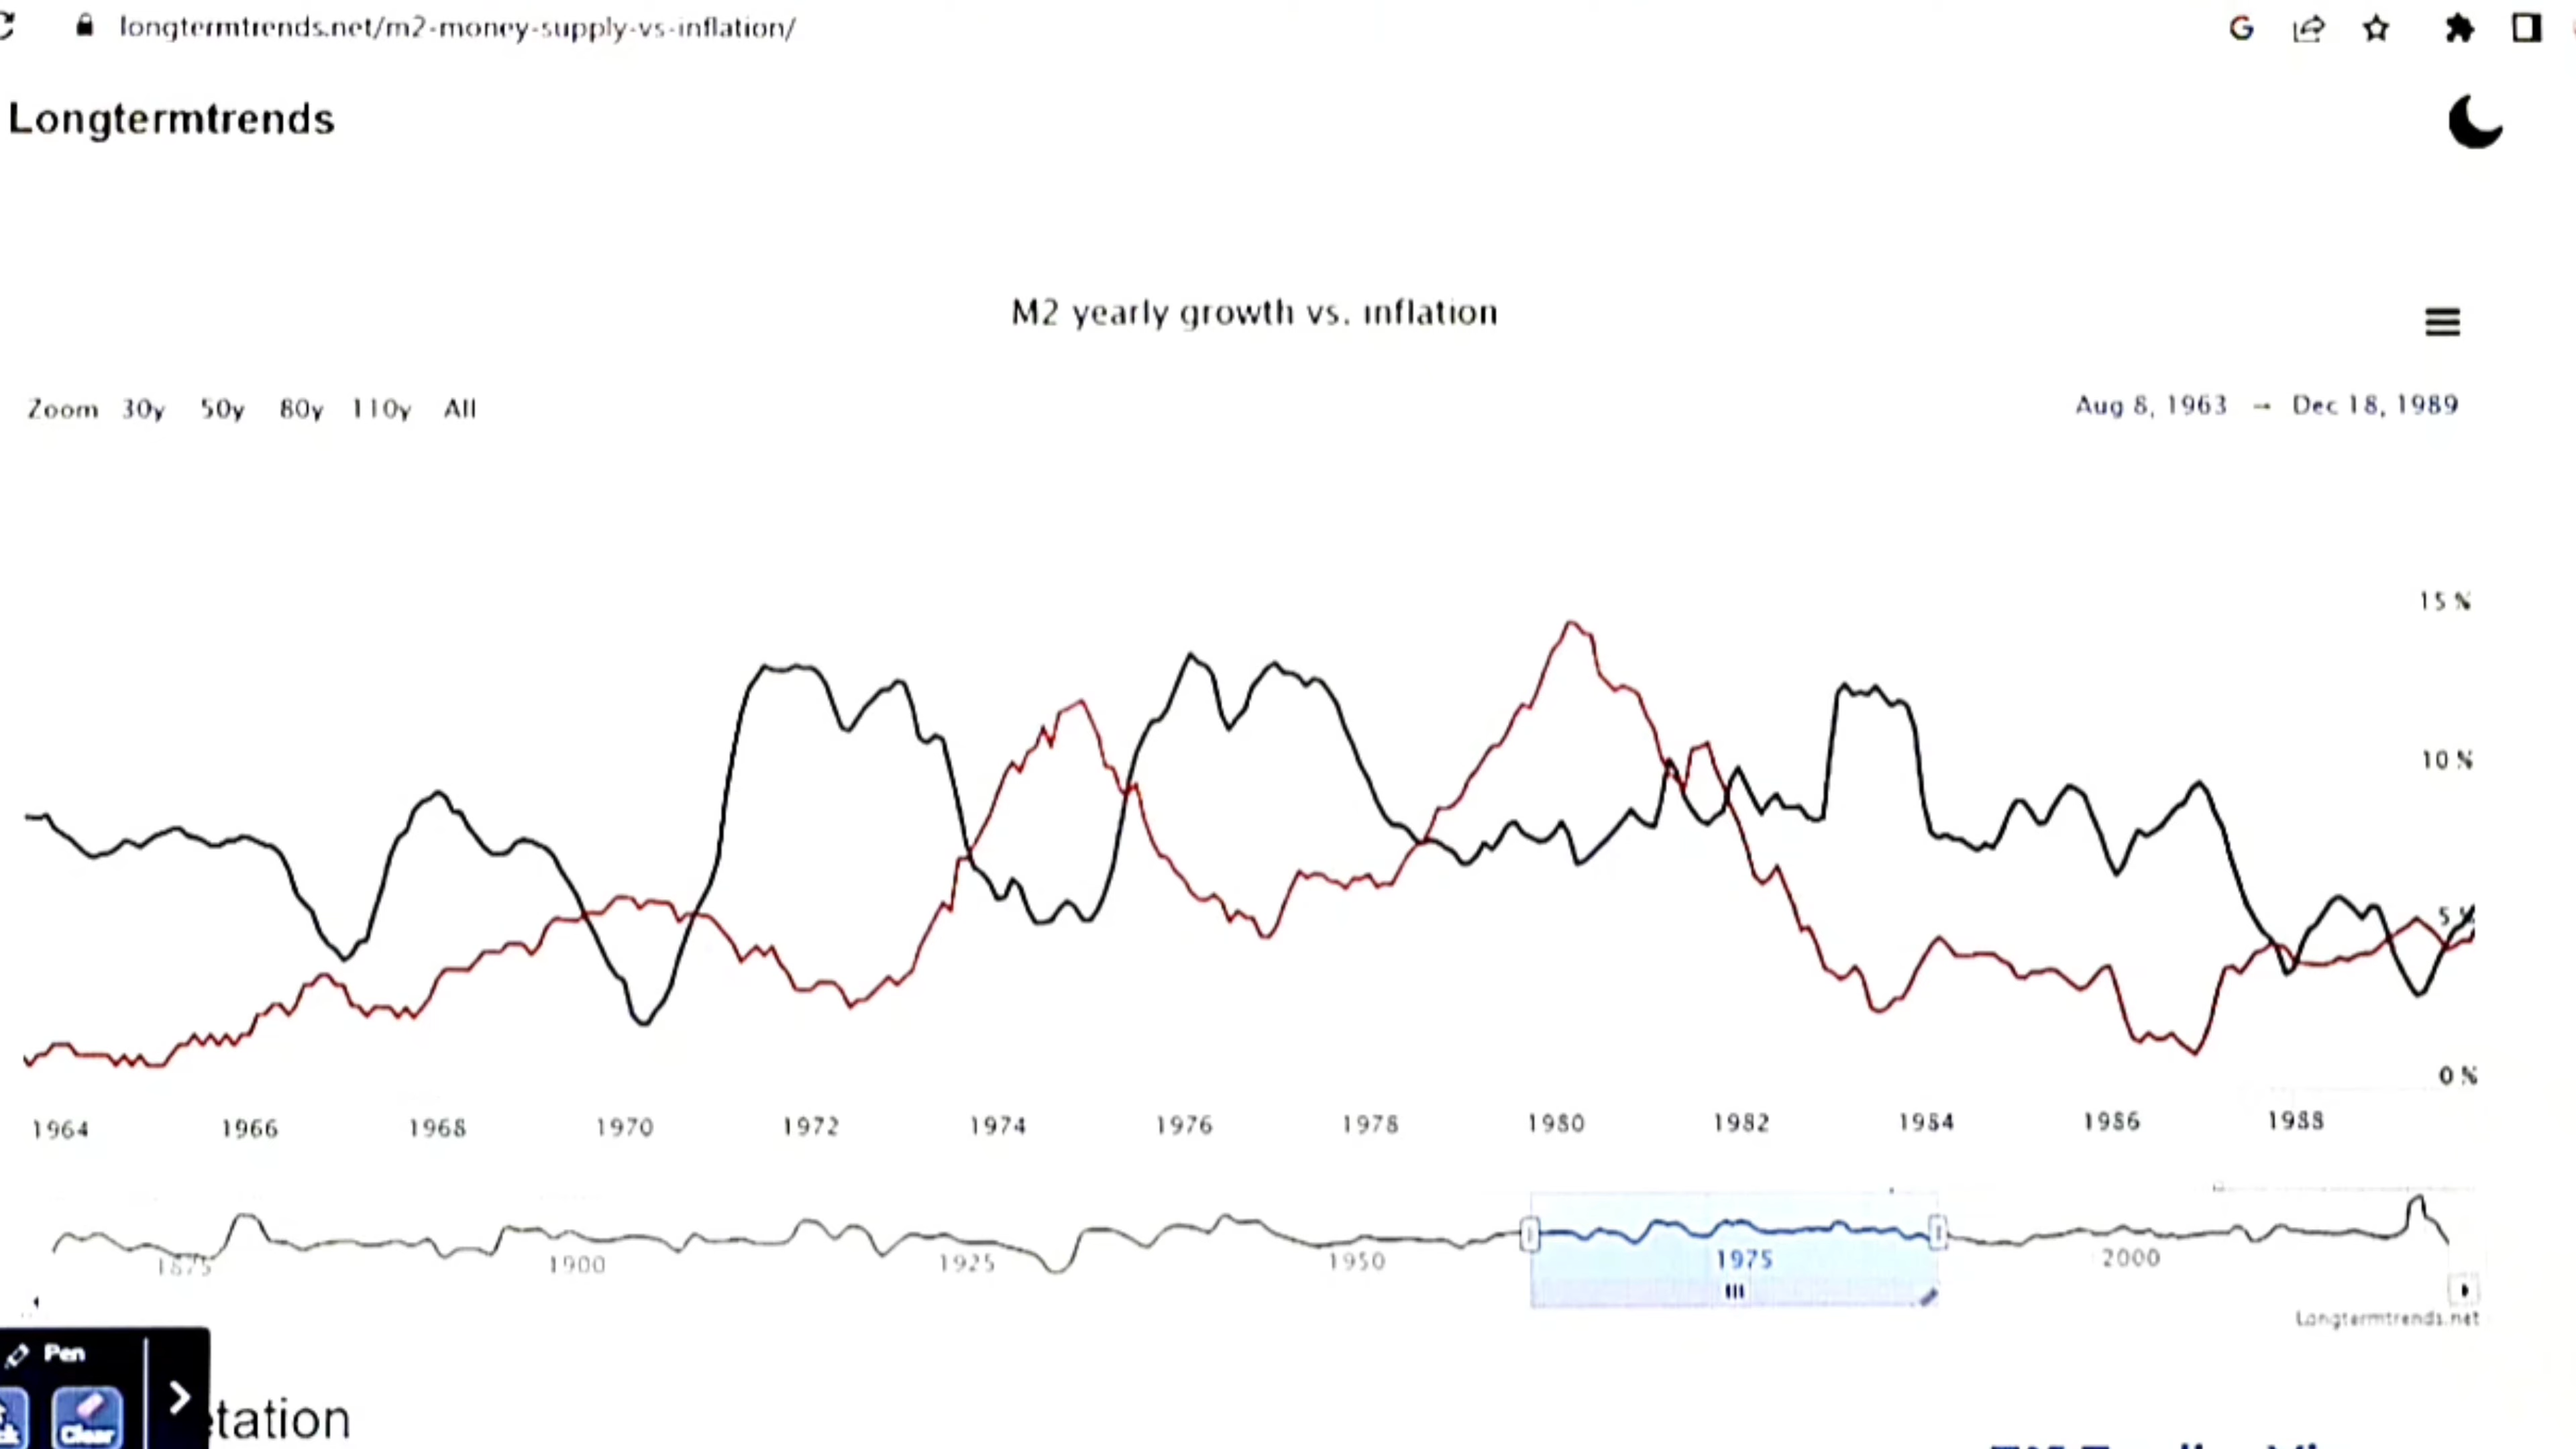 longtermtrends.net/m2-money-supply-vs-inflation/
G
Longtermtrends
M2 yearly growth vs. inflation
Zoom 30y 50y 80y 110y All
Aug 8, 1963 → Dec 18, 1989
15 %
10 %
5 %
0 %
1964 1966 1968 1970 1972 1974 1976 1978 1980 1982 1984 1986 1988
1875 1900 1925 1950 1975 2000
Longtermtrends.net
Pen
Clear
tation